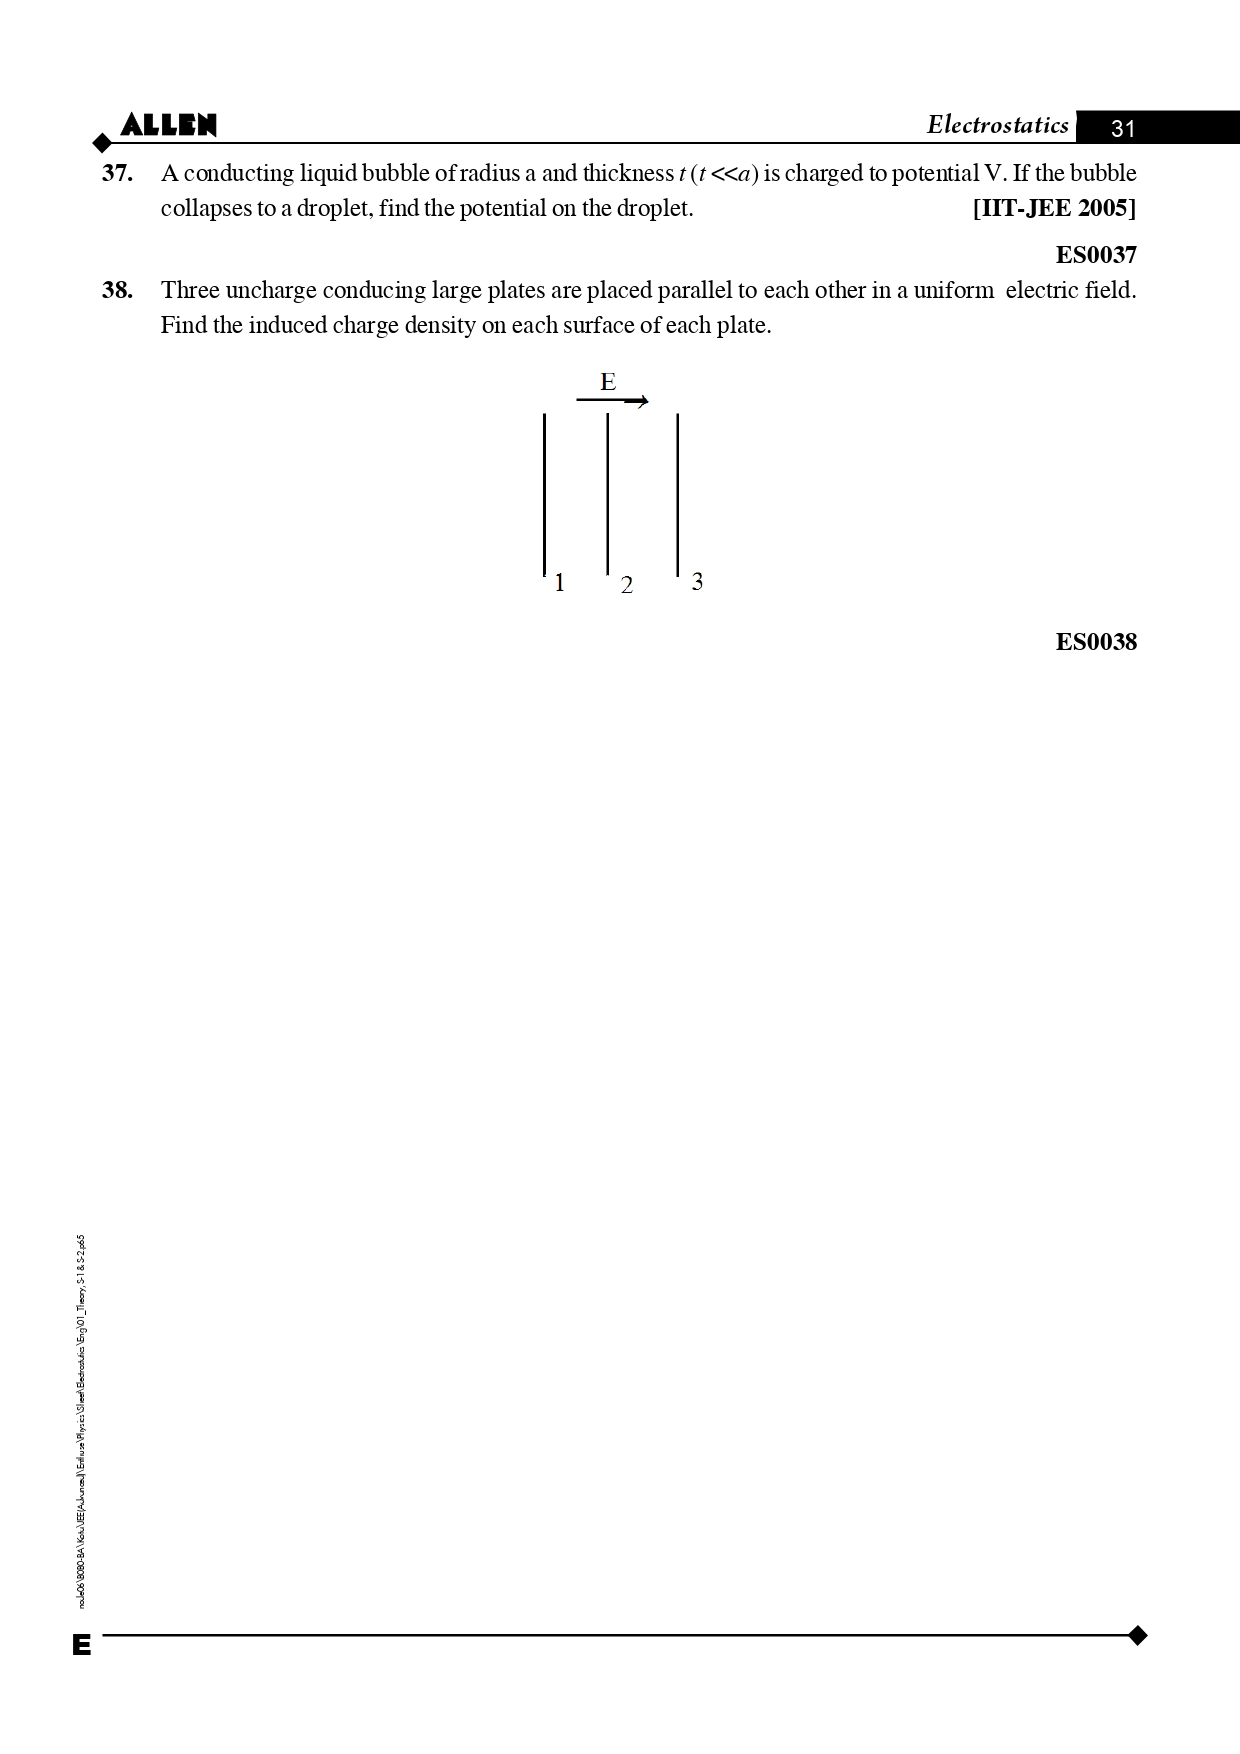 ALLEN
Electrostatics 31
37. A conducting liquid bubble of radius a and thickness t (t <<a) is charged to potential V. If the bubble
collapses to a droplet, find the potential on the droplet. [IIT-JEE 2005]
ES0037
38. Three uncharge conducing large plates are placed parallel to each other in a uniform electric field.
Find the induced charge density on each surface of each plate.
E
1 2 3
ES0038
node06\B0B0-BA\Kota\JEE(Advanced)\Enthuse\Physics\Sheet\Electrostatics\Eng\01_Theory, S-1 & S-2.p65
E